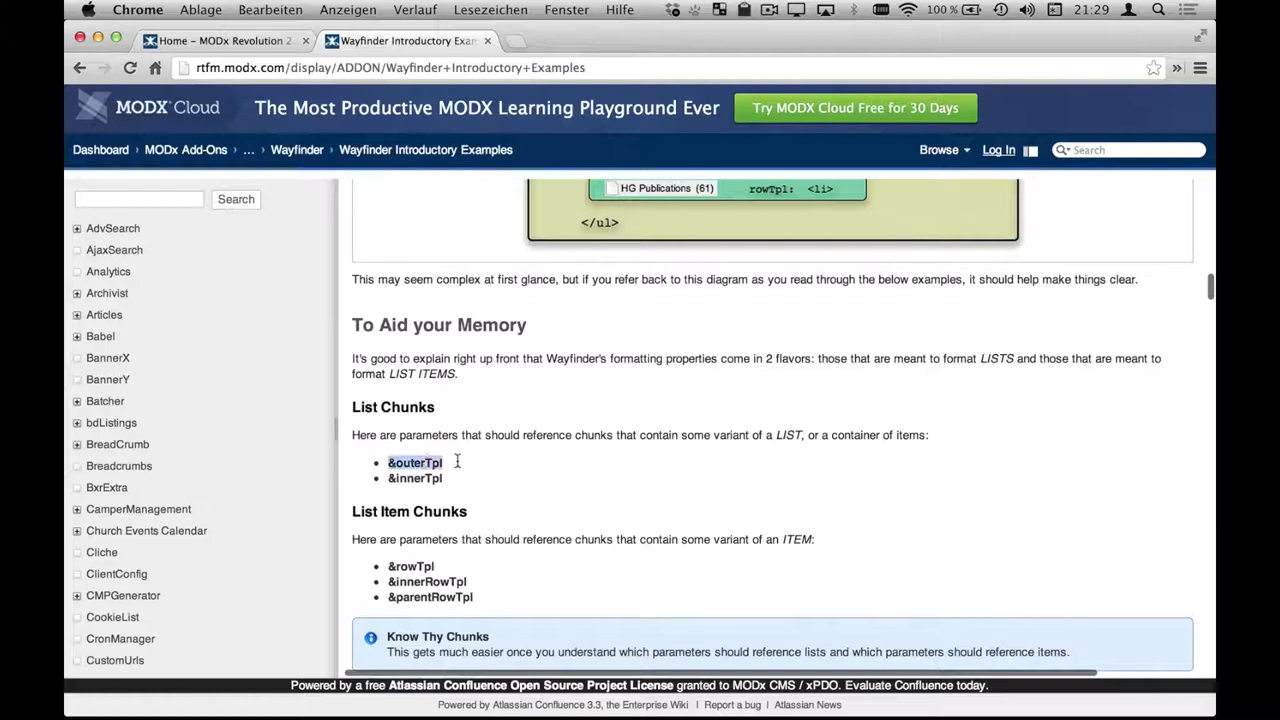 Chrome Ablage Bearbeiten Anzeigen Verlauf Lesezeichen Fenster Hilfe 100 % 21:29
Home – MODx Revolution 2 Wayfinder Introductory Exam
rtfm.modx.com/display/ADDON/Wayfinder+Introductory+Examples
MODX Cloud The Most Productive MODX Learning Playground Ever Try MODX Cloud Free for 30 Days
Dashboard › MODx Add-Ons › ... › Wayfinder › Wayfinder Introductory Examples Browse Log In Search
Search
AdvSearch
AjaxSearch
Analytics
Archivist
Articles
Babel
BannerX
BannerY
Batcher
bdListings
BreadCrumb
Breadcrumbs
BxrExtra
CamperManagement
Church Events Calendar
Cliche
ClientConfig
CMPGenerator
CookieList
CronManager
CustomUrls
HG Publications (61) rowTpl: <li>
</ul>
This may seem complex at first glance, but if you refer back to this diagram as you read through the below examples, it should help make things clear.
To Aid your Memory
It's good to explain right up front that Wayfinder's formatting properties come in 2 flavors: those that are meant to format LISTS and those that are meant to
format LIST ITEMS.
List Chunks
Here are parameters that should reference chunks that contain some variant of a LIST, or a container of items:
• &outerTpl
• &innerTpl
List Item Chunks
Here are parameters that should reference chunks that contain some variant of an ITEM:
• &rowTpl
• &innerRowTpl
• &parentRowTpl
Know Thy Chunks
This gets much easier once you understand which parameters should reference lists and which parameters should reference items.
Powered by a free Atlassian Confluence Open Source Project License granted to MODx CMS / xPDO. Evaluate Confluence today.
Powered by Atlassian Confluence 3.3, the Enterprise Wiki | Report a bug | Atlassian News